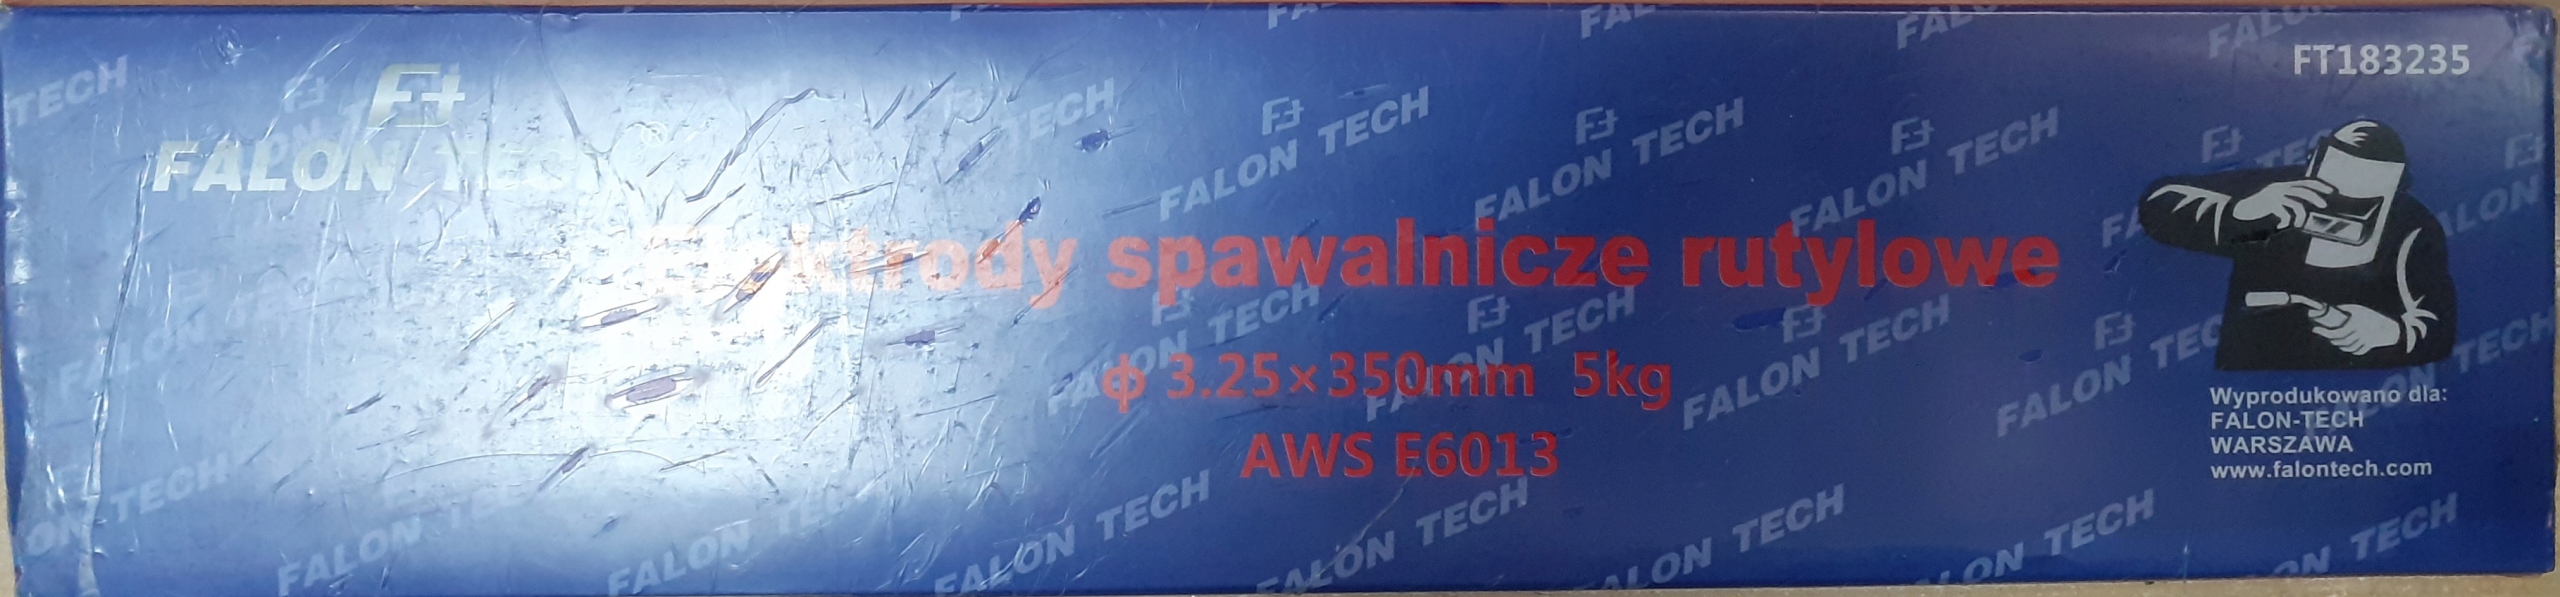 FT183235
F+
FALON TECH ®
Elektrody spawalnicze rutylowe
ф 3.25×350mm 5kg
AWS E6013
Wyprodukowano dla:
FALON-TECH
WARSZAWA
www.falontech.com